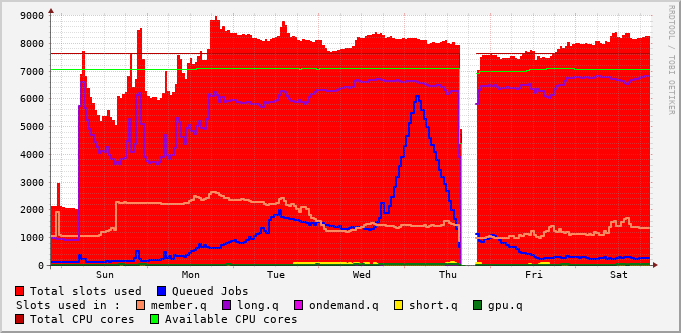 RRDTOOL / TOBI OETIKER
9000
8000
7000
6000
5000
4000
3000
2000
1000
0
Sun Mon Tue Wed Thu Fri Sat
Total slots used Queued Jobs
Slots used in : member.q long.q ondemand.q short.q gpu.q
Total CPU cores Available CPU cores